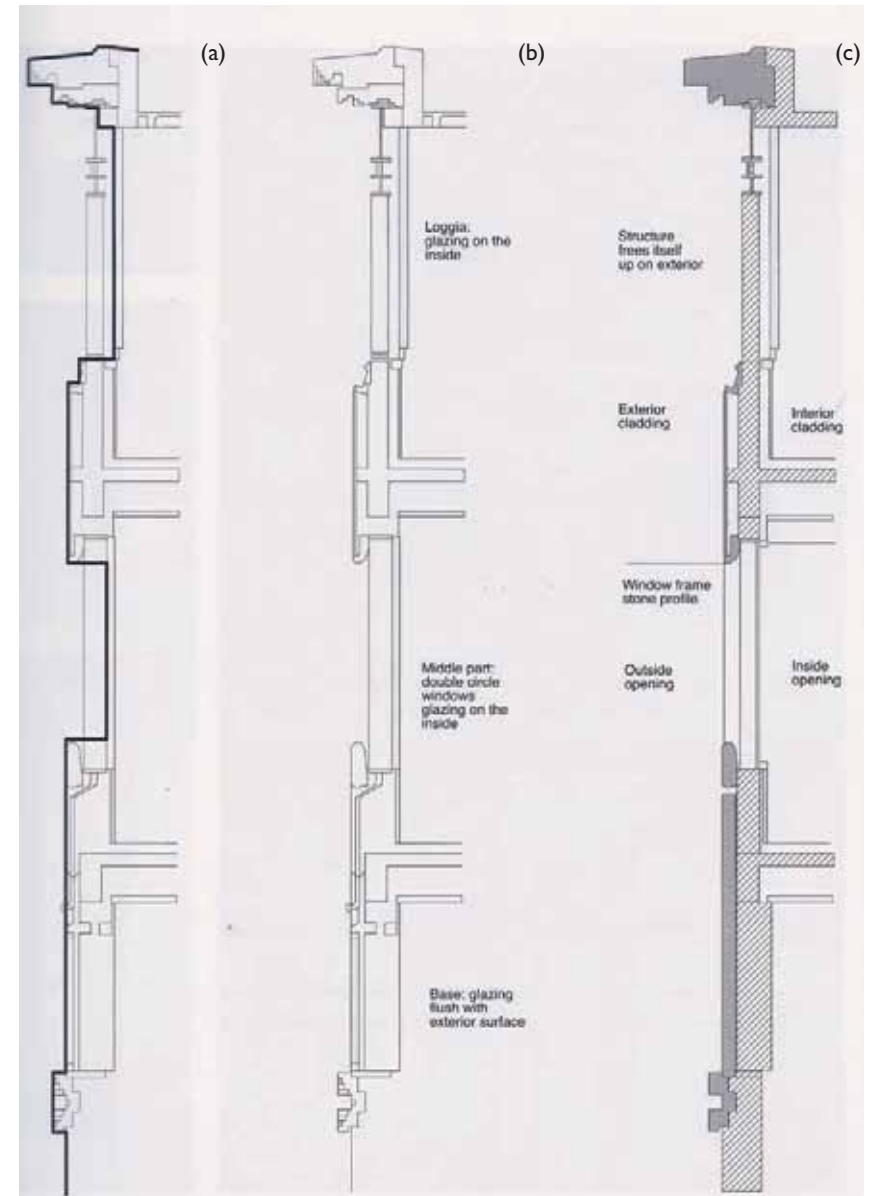 (a)
(b)
(c)
Loggia:
glazing on the
inside
Structure
frees itself
up on exterior
Exterior
cladding
Interior
cladding
Window frame
stone profile
Middle part:
double circle
windows
glazing on the
inside
Outside
opening
Inside
opening
Base: glazing
flush with
exterior surface